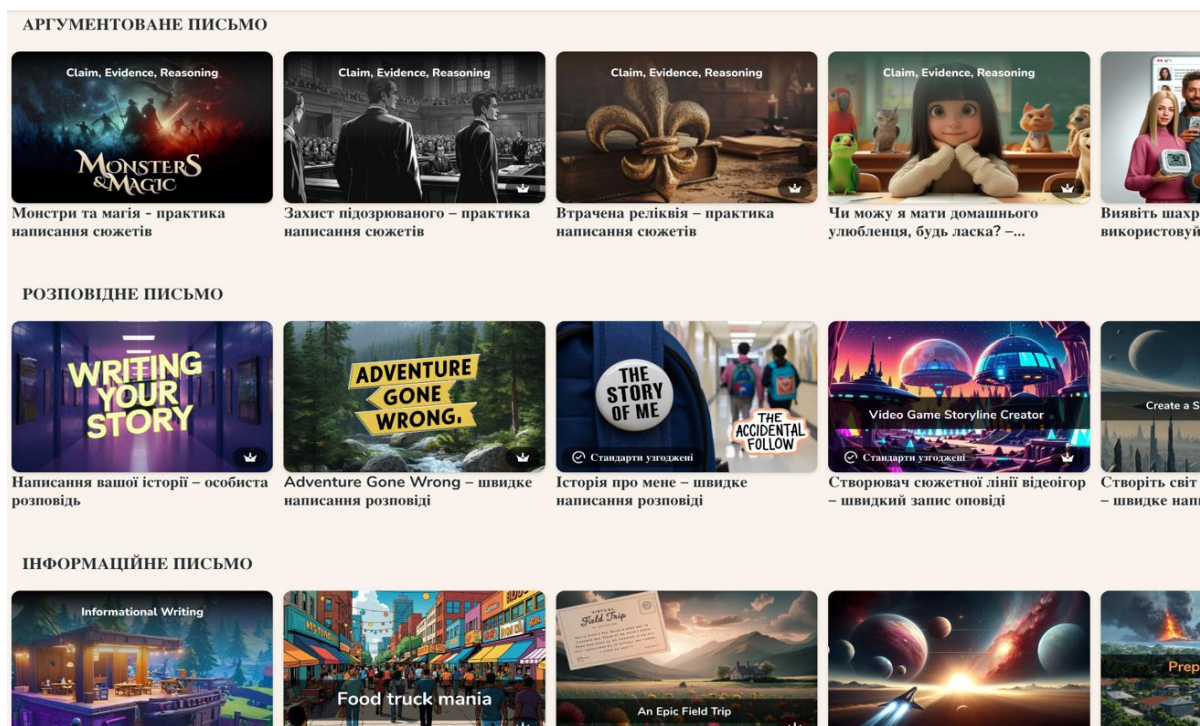 АРГУМЕНТОВАНЕ ПИСЬМО
Claim, Evidence, Reasoning
MONSTERS
& MAGIC
Монстри та магія - практика
написання сюжетів
Claim, Evidence, Reasoning
Захист підозрюваного – практика
написання сюжетів
Claim, Evidence, Reasoning
Втрачена реліквія – практика
написання сюжетів
Claim, Evidence, Reasoning
Чи можу я мати домашнього
улюбленця, будь ласка? –...
Виявіть шахр
використовуй
РОЗПОВІДНЕ ПИСЬМО
WRITING
YOUR
STORY
Написання вашої історії – особиста
розповідь
ADVENTURE
GONE
WRONG.
Adventure Gone Wrong – швидке
написання розповіді
THE
STORY
OF ME
THE
ACCIDENTAL
FOLLOW
Стандарти узгоджені
Історія про мене – швидке
написання розповіді
Video Game Storyline Creator
Стандарти узгоджені
Створювач сюжетної лінії відеоігор
– швидкий запис оповіді
Create a S
Створіть світ
– швидке напи
ІНФОРМАЦІЙНЕ ПИСЬМО
Informational Writing
Food truck mania
VIRTUAL
Field Trip
An Epic Field Trip
Prep